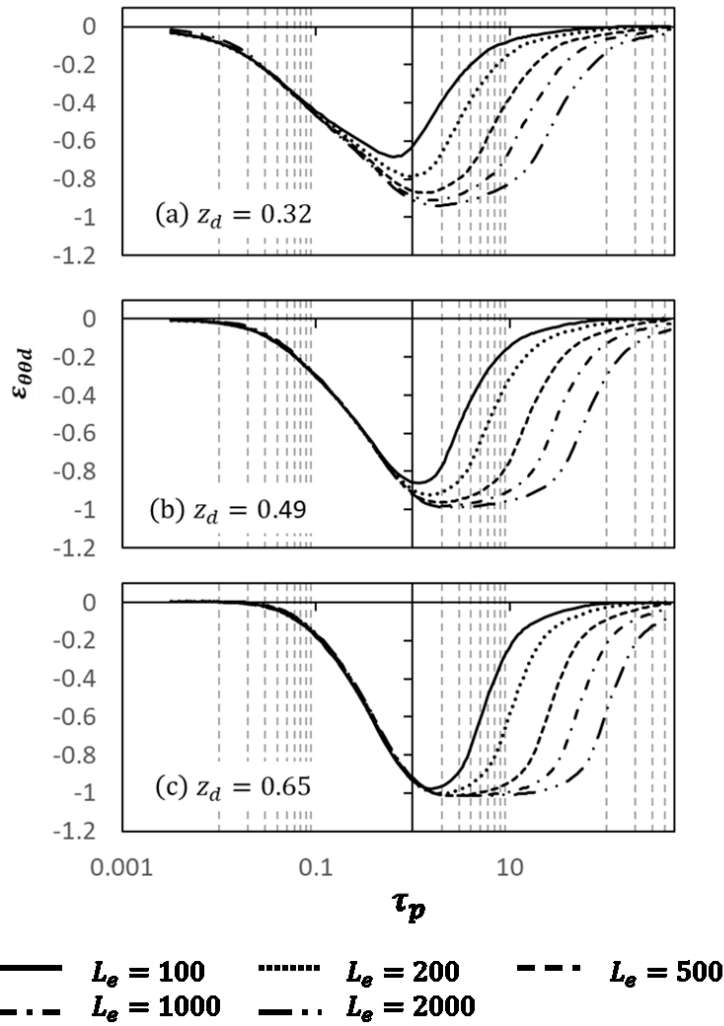 0
-0.2
-0.4
-0.6
-0.8
-1
-1.2
(a) z_d = 0.32
0
-0.2
-0.4
-0.6
-0.8
-1
-1.2
(b) z_d = 0.49
ε_θθd
0
-0.2
-0.4
-0.6
-0.8
-1
-1.2
(c) z_d = 0.65
0.001 0.1 10
τ_p
L_e = 100 L_e = 200 L_e = 500
L_e = 1000 L_e = 2000